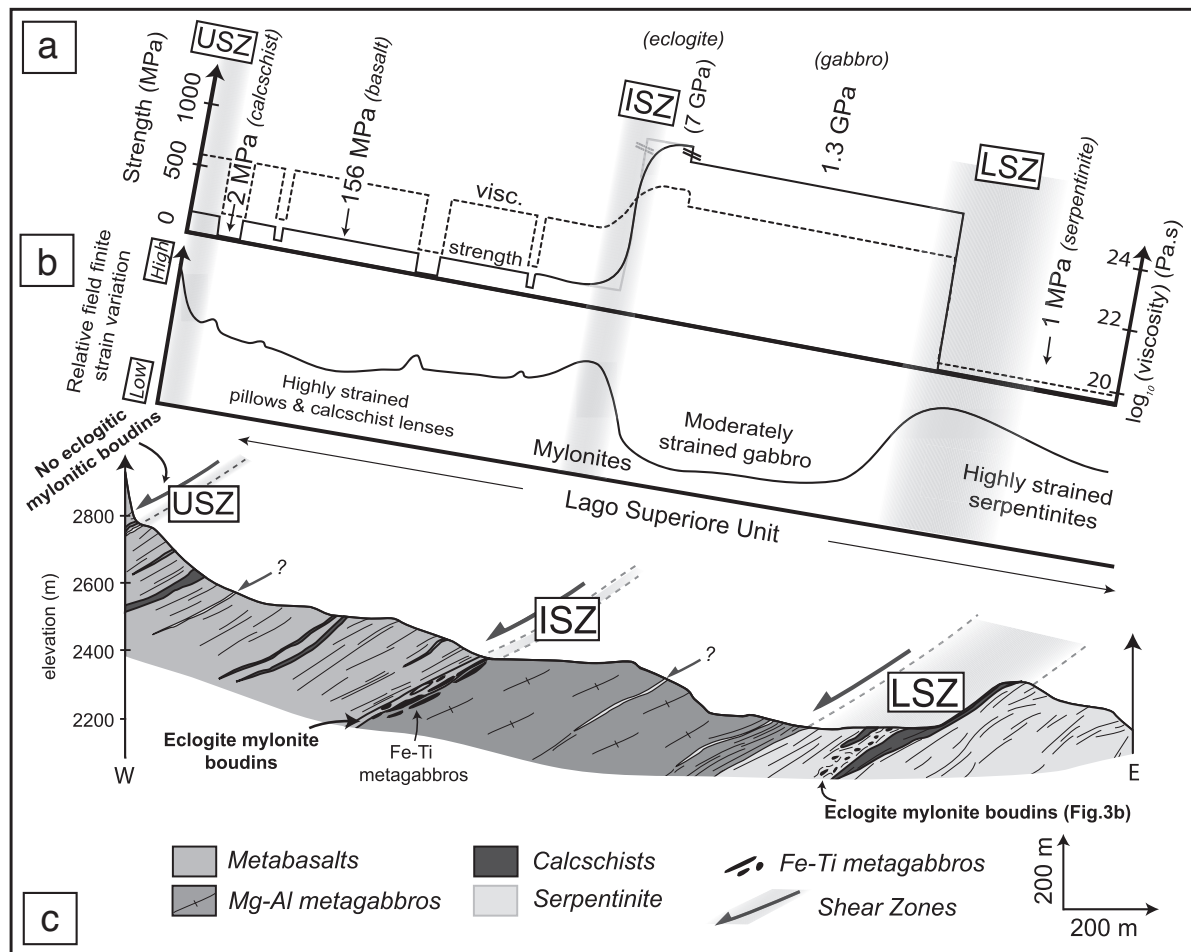 a
USZ
Strength (MPa)
1000
500
0
2 MPa (calcschist)
156 MPa (basalt)
visc.
strength
(eclogite)
ISZ
(7 GPa)
(gabbro)
1.3 GPa
LSZ
1 MPa (serpentinite)
24
22
20
log₁₀ (viscosity) (Pa.s)
b
High
Low
Relative field finite
strain variation
Highly strained
pillows & calcschist lenses
Mylonites
Moderately
strained gabbro
Highly strained
serpentinites
Lago Superiore Unit
No eclogitic
mylonitic boudins
USZ
2800
2600
2400
2200
elevation (m)
W
?
ISZ
?
LSZ
E
Eclogite mylonite
boudins
Fe-Ti
metagabbros
Eclogite mylonite boudins (Fig.3b)
Metabasalts
Calcschists
Fe-Ti metagabbros
Mg-Al metagabbros
Serpentinite
Shear Zones
200 m
200 m
c